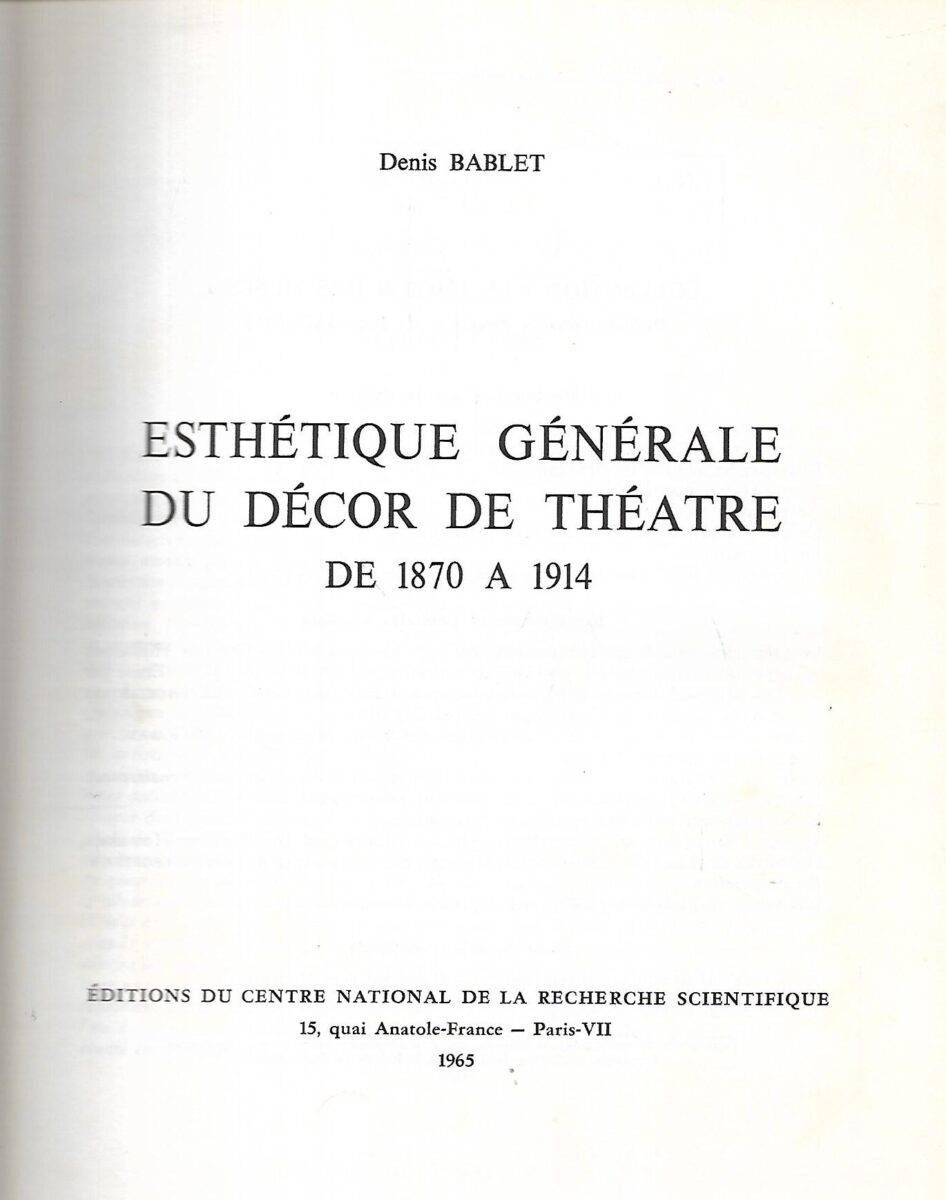 Denis BABLET
ESTHÉTIQUE GÉNÉRALE
DU DÉCOR DE THÉATRE
DE 1870 A 1914
ÉDITIONS DU CENTRE NATIONAL DE LA RECHERCHE SCIENTIFIQUE
15, quai Anatole-France — Paris-VII
1965